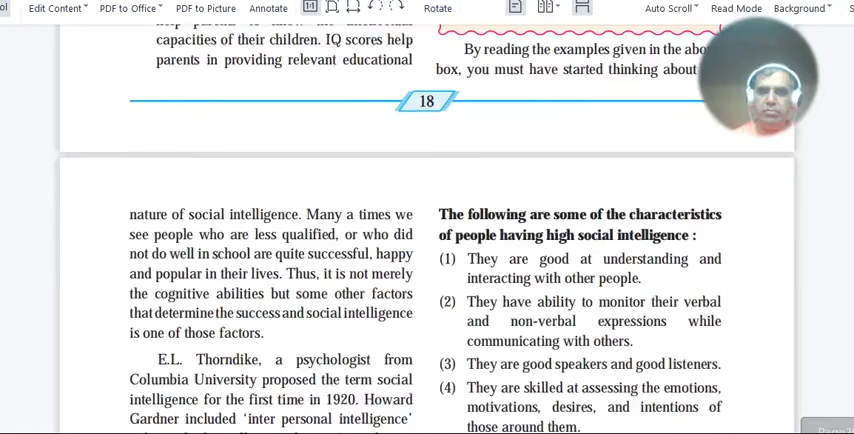 Edit Content PDF to Office PDF to Picture Annotate 1:1 Rotate Auto Scroll Read Mode Background
capacities of their children. IQ scores help
parents in providing relevant educational
By reading the examples given in the
box, you must have started thinking about
18
nature of social intelligence. Many a times we
see people who are less qualified, or who did
not do well in school are quite successful, happy
and popular in their lives. Thus, it is not merely
the cognitive abilities but some other factors
that determine the success and social intelligence
is one of those factors.
E.L. Thorndike, a psychologist from
Columbia University proposed the term social
intelligence for the first time in 1920. Howard
Gardner included ‘inter personal intelligence’
The following are some of the characteristics
of people having high social intelligence :
(1) They are good at understanding and
interacting with other people.
(2) They have ability to monitor their verbal
and non-verbal expressions while
communicating with others.
(3) They are good speakers and good listeners.
(4) They are skilled at assessing the emotions,
motivations, desires, and intentions of
those around them.